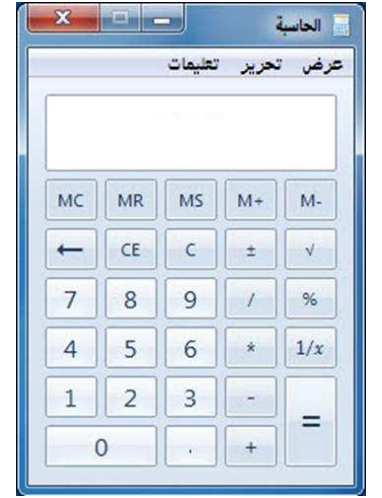 الحاسبة
عرض تحرير تعليمات
MC MR MS M+ M-
← CE C ± √
7 8 9 / %
4 5 6 * 1/x
1 2 3 -
=
0 . +